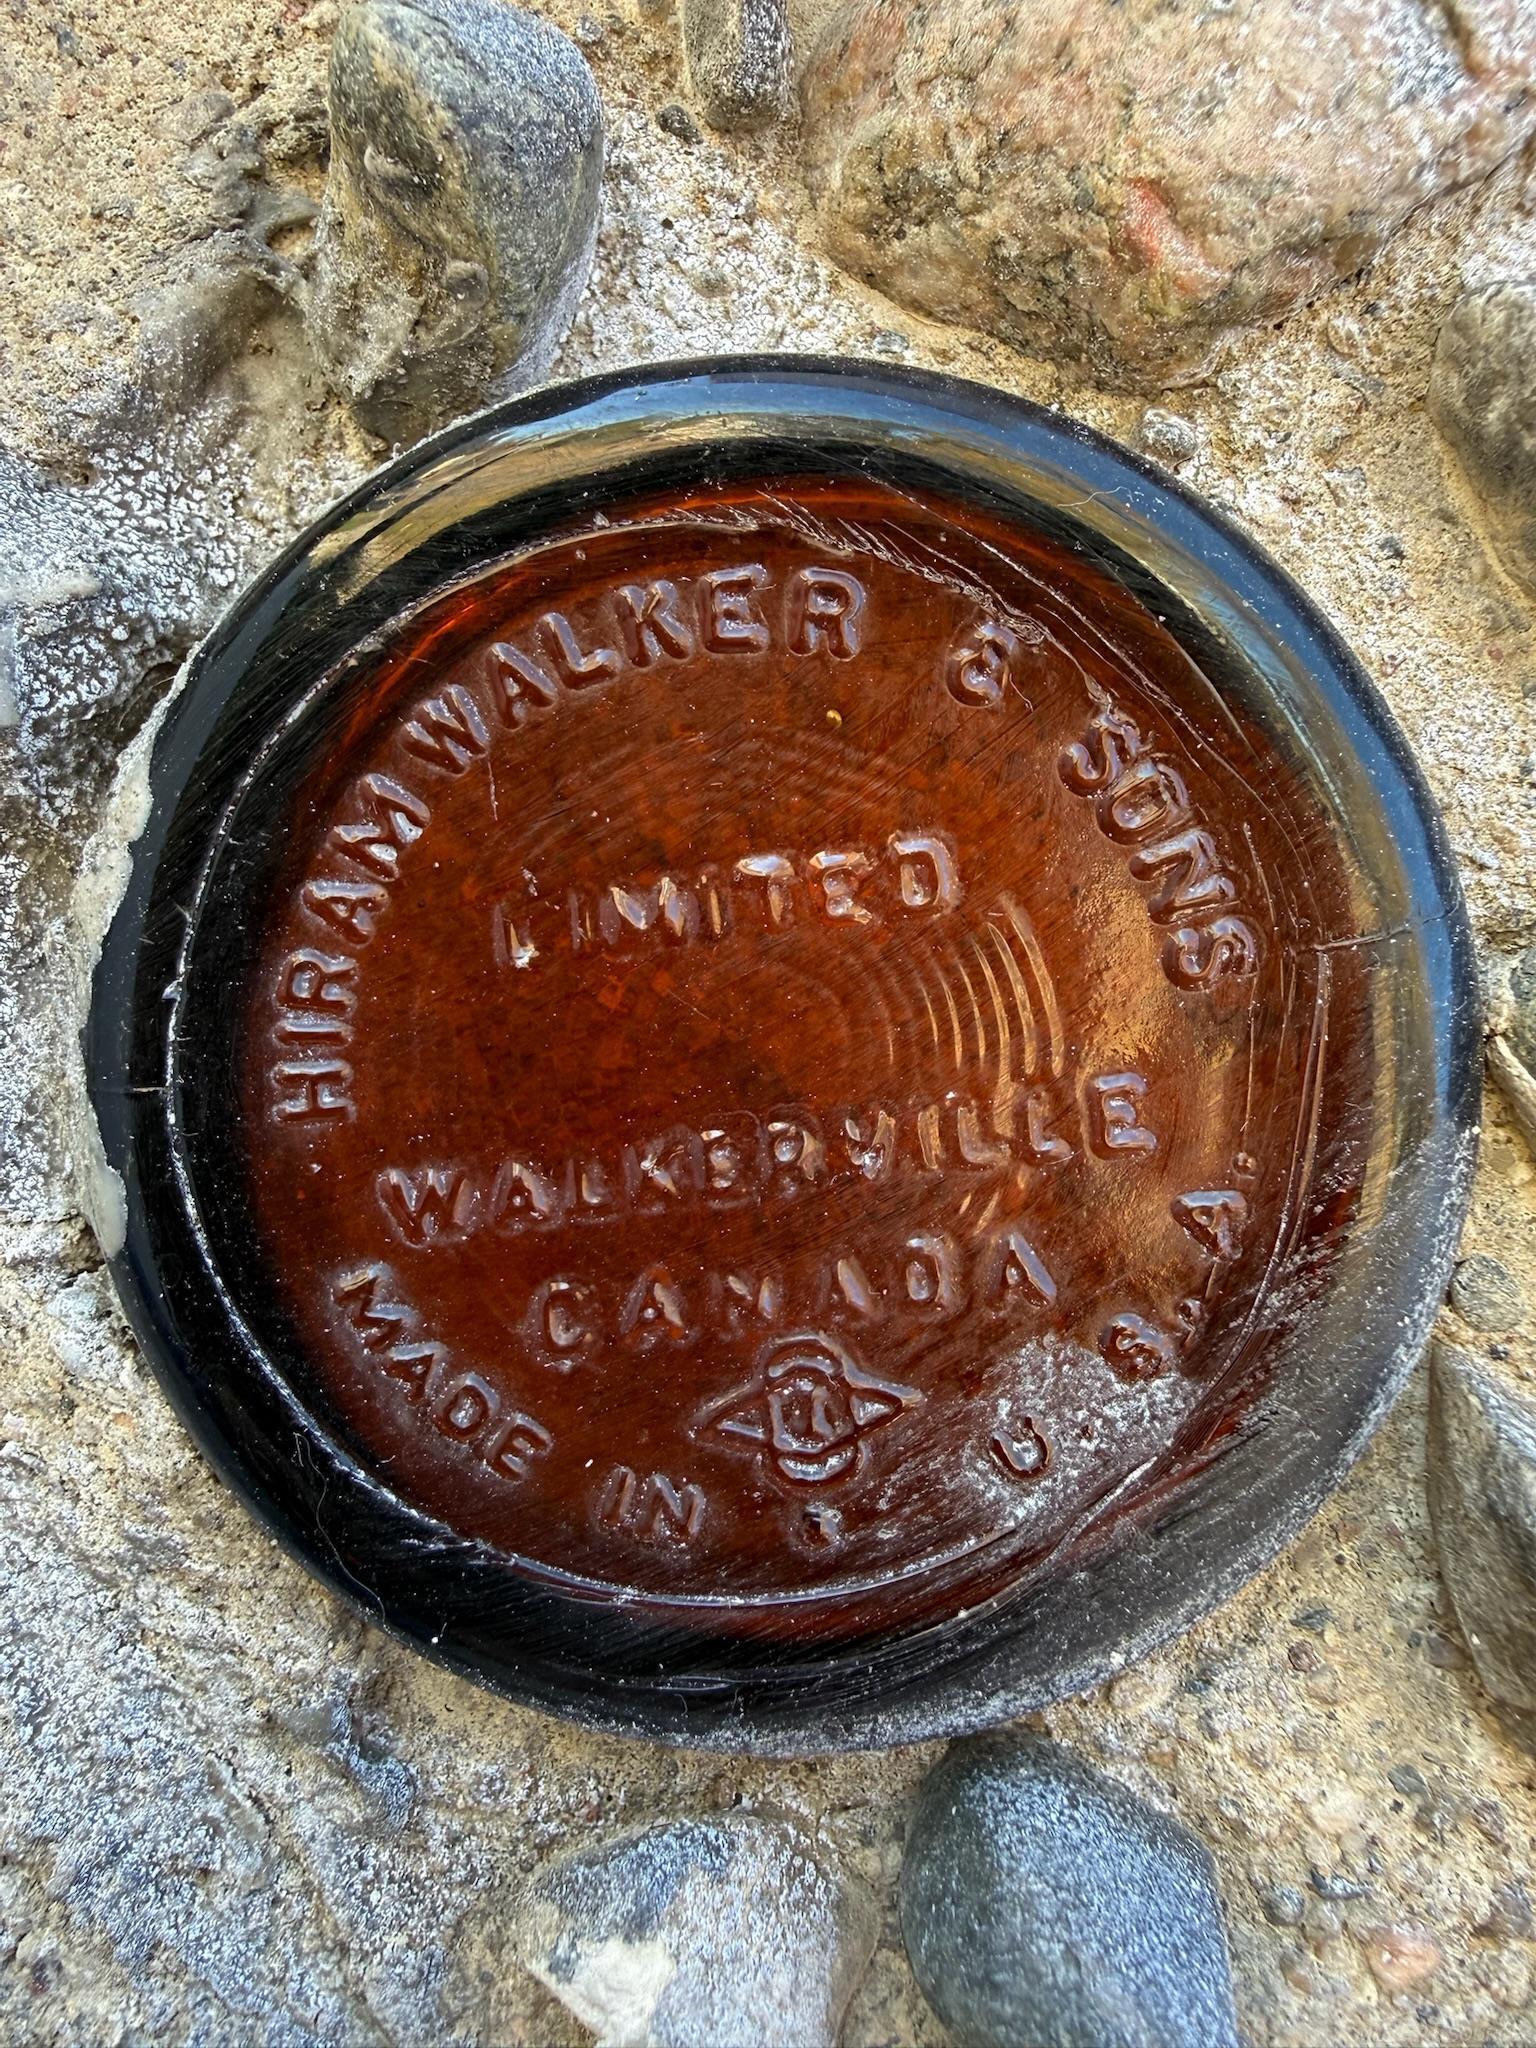 HIRAM WALKER & SONS
LIMITED
WALKERVILLE
CANADA
MADE IN U.S.A.